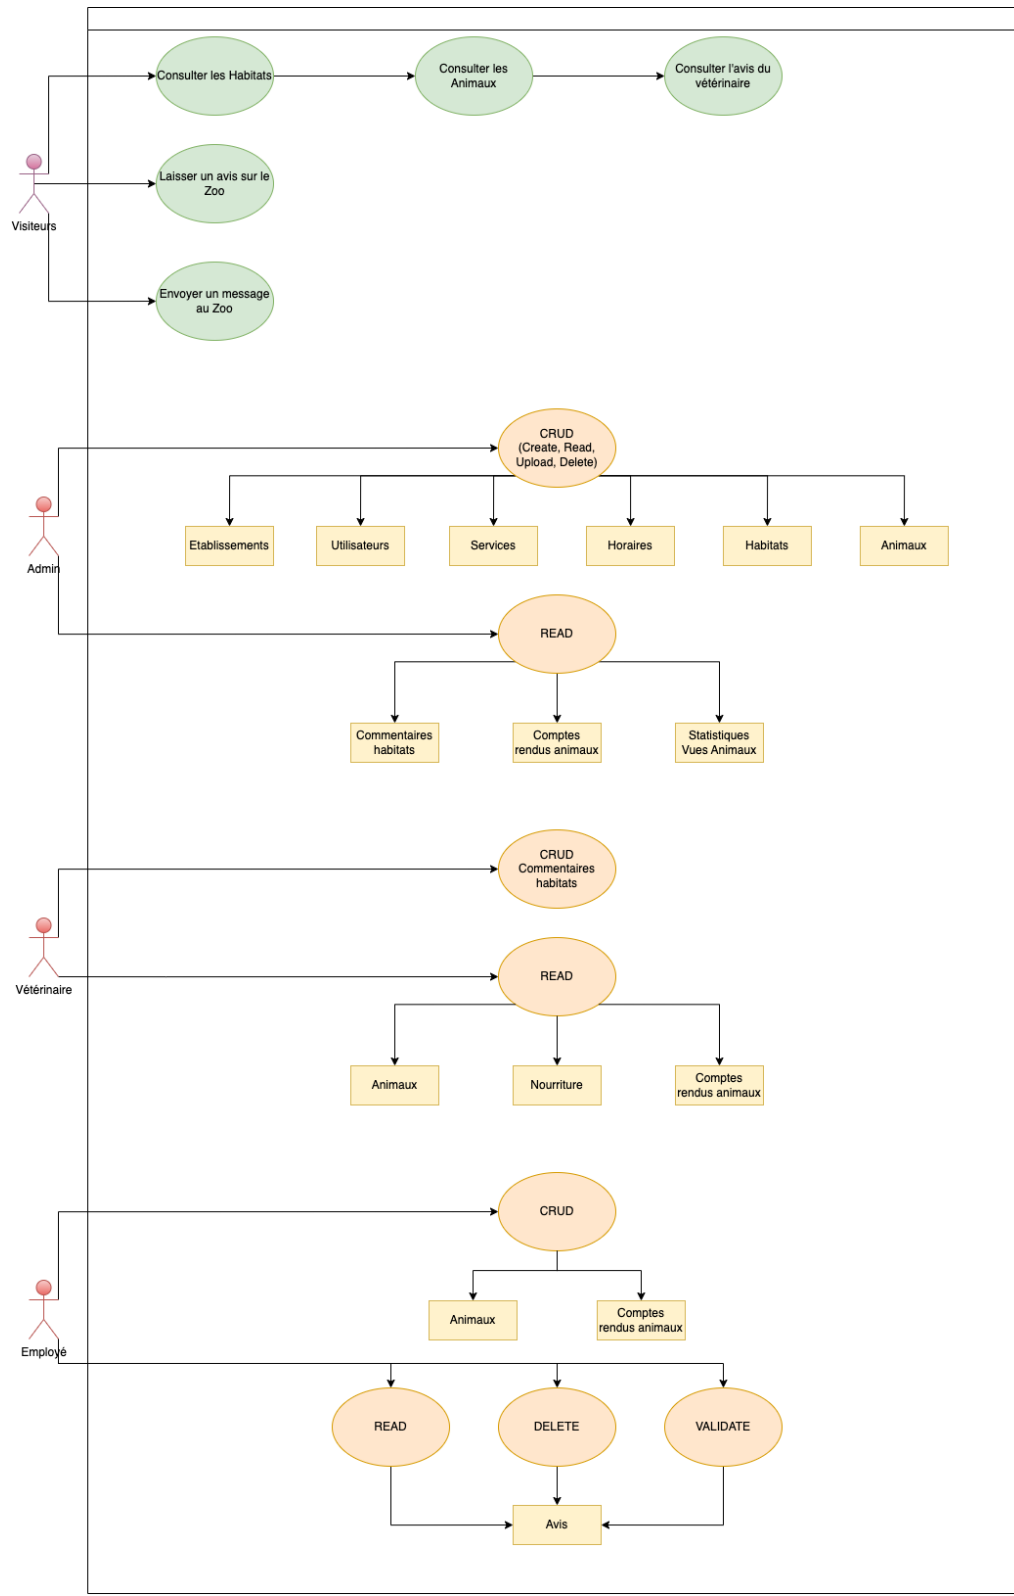 Consulter les Habitats
Consulter les
Animaux
Consulter l'avis du
vétérinaire
Laisser un avis sur le
Zoo
Visiteurs
Envoyer un message
au Zoo
CRUD
(Create, Read,
Upload, Delete)
Admin
Etablissements
Utilisateurs
Services
Horaires
Habitats
Animaux
READ
Commentaires
habitats
Comptes
rendus animaux
Statistiques
Vues Animaux
CRUD
Commentaires
habitats
Vétérinaire
READ
Animaux
Nourriture
Comptes
rendus animaux
CRUD
Animaux
Comptes
rendus animaux
Employé
READ
DELETE
VALIDATE
Avis